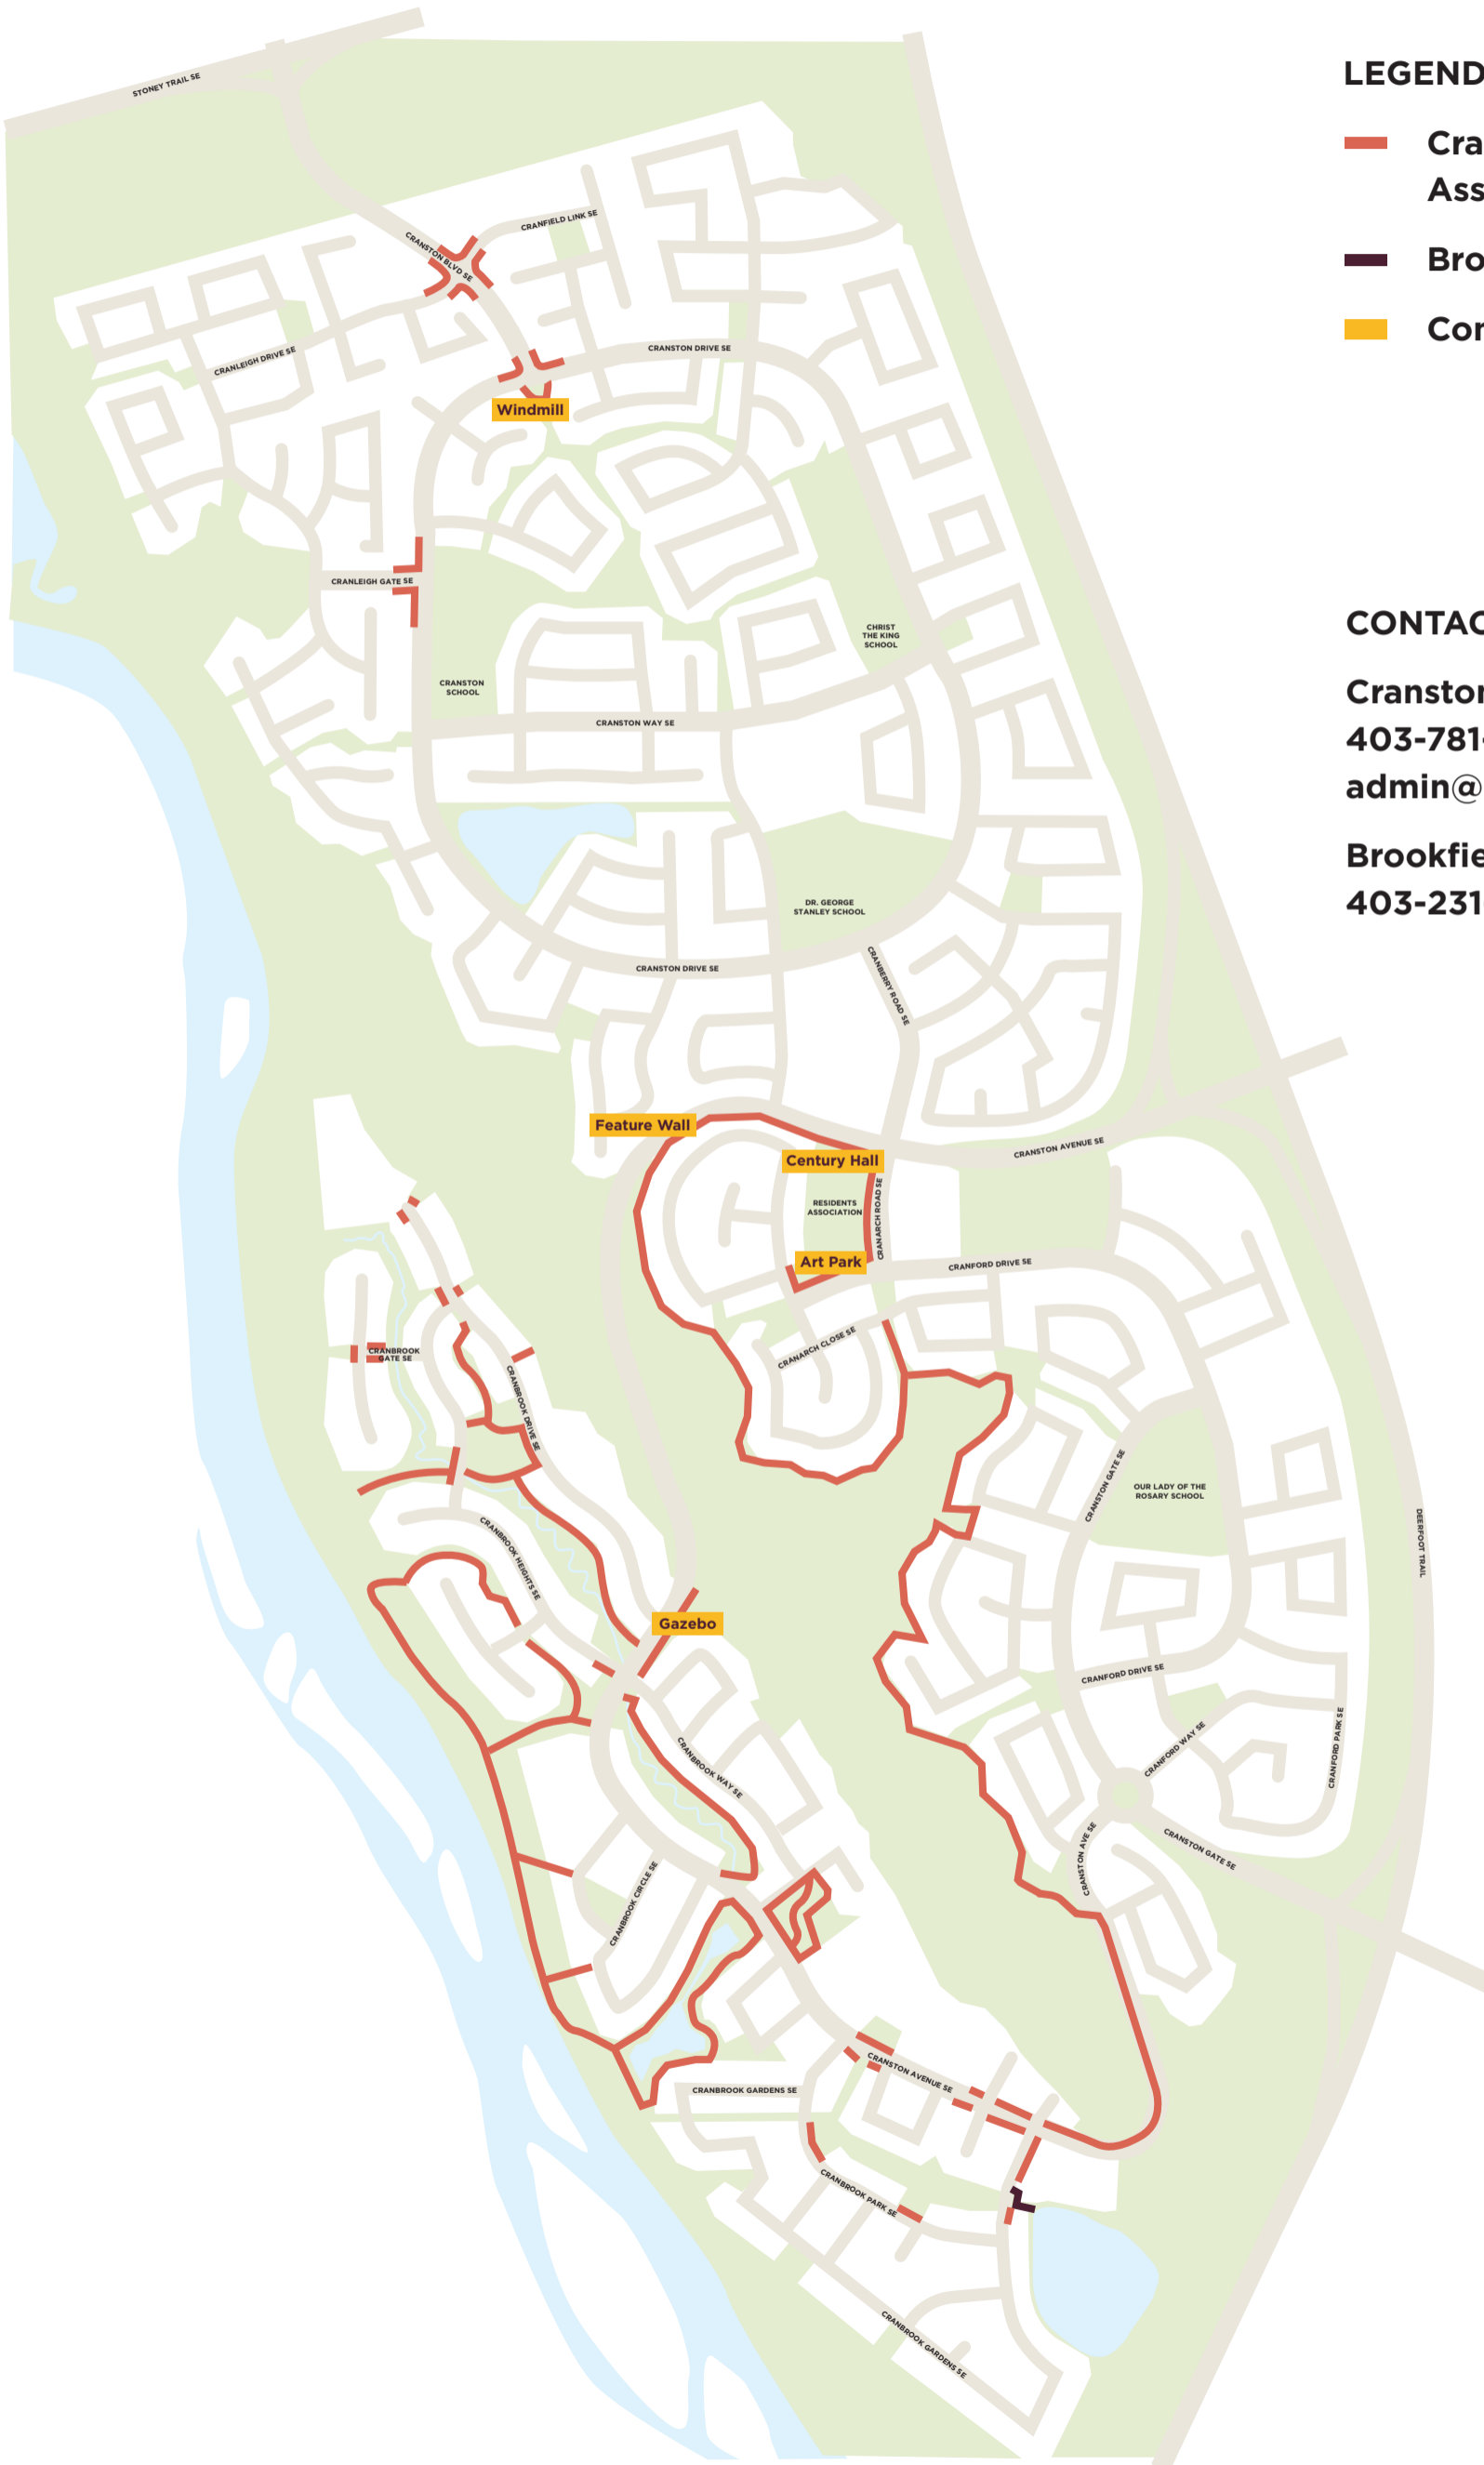 STONEY TRAIL SE
LEGEND
Cra
Ass
Bro
Cor
CRANFIELD LINK SE
CRANSTON BLVD SE
CRANSTON DRIVE SE
CRANLEIGH DRIVE SE
Windmill
CRANLEIGH GATE SE
CHRIST
THE KING
SCHOOL
CRANSTON
SCHOOL
CRANSTON WAY SE
CONTAC
Cranston
403-781-
admin@
Brookfie
403-231
DR. GEORGE
STANLEY SCHOOL
CRANSTON DRIVE SE
CRANBERRY ROAD SE
Feature Wall
CRANSTON AVENUE SE
Century Hall
RESIDENTS
ASSOCIATION
CRANARCH ROAD SE
Art Park
CRANFORD DRIVE SE
CRANARCH CLOSE SE
CRANBROOK
GATE SE
CRANBROOK DRIVE SE
CRANSTON GATE SE
OUR LADY OF THE
ROSARY SCHOOL
DEERFOOT TRAIL
CRANBROOK HEIGHTS SE
Gazebo
CRANFORD DRIVE SE
CRANFORD WAY SE
CRANFORD PARK SE
CRANBROOK WAY SE
CRANSTON AVE SE
CRANSTON GATE SE
CRANBROOK CIRCLE SE
CRANSTON AVENUE SE
CRANBROOK GARDENS SE
CRANBROOK PARK SE
CRANBROOK GARDENS SE